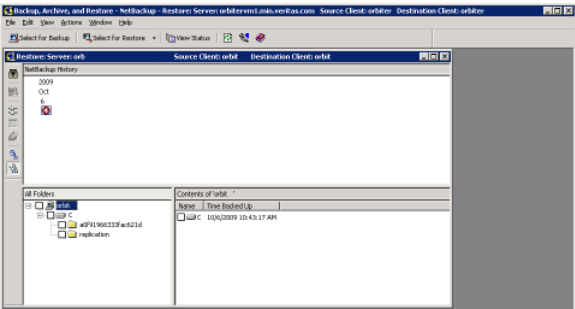 Backup, Archive, and Restore - NetBackup - Restore: Server: orbitervm1.min.veritas.com Source Client: orbiter Destination Client: orbiter
File Edit View Actions Window Help
Select for Backup Select for Restore View Status
Restore: Server: orb Source Client: orbit Destination Client: orbit
NetBackup History
2009
Oct
6
All Folders Contents of 'orbit '
orbit Name Time Backed Up
C C 10/6/2009 10:43:17 AM
a0f91966333fac621d
replication